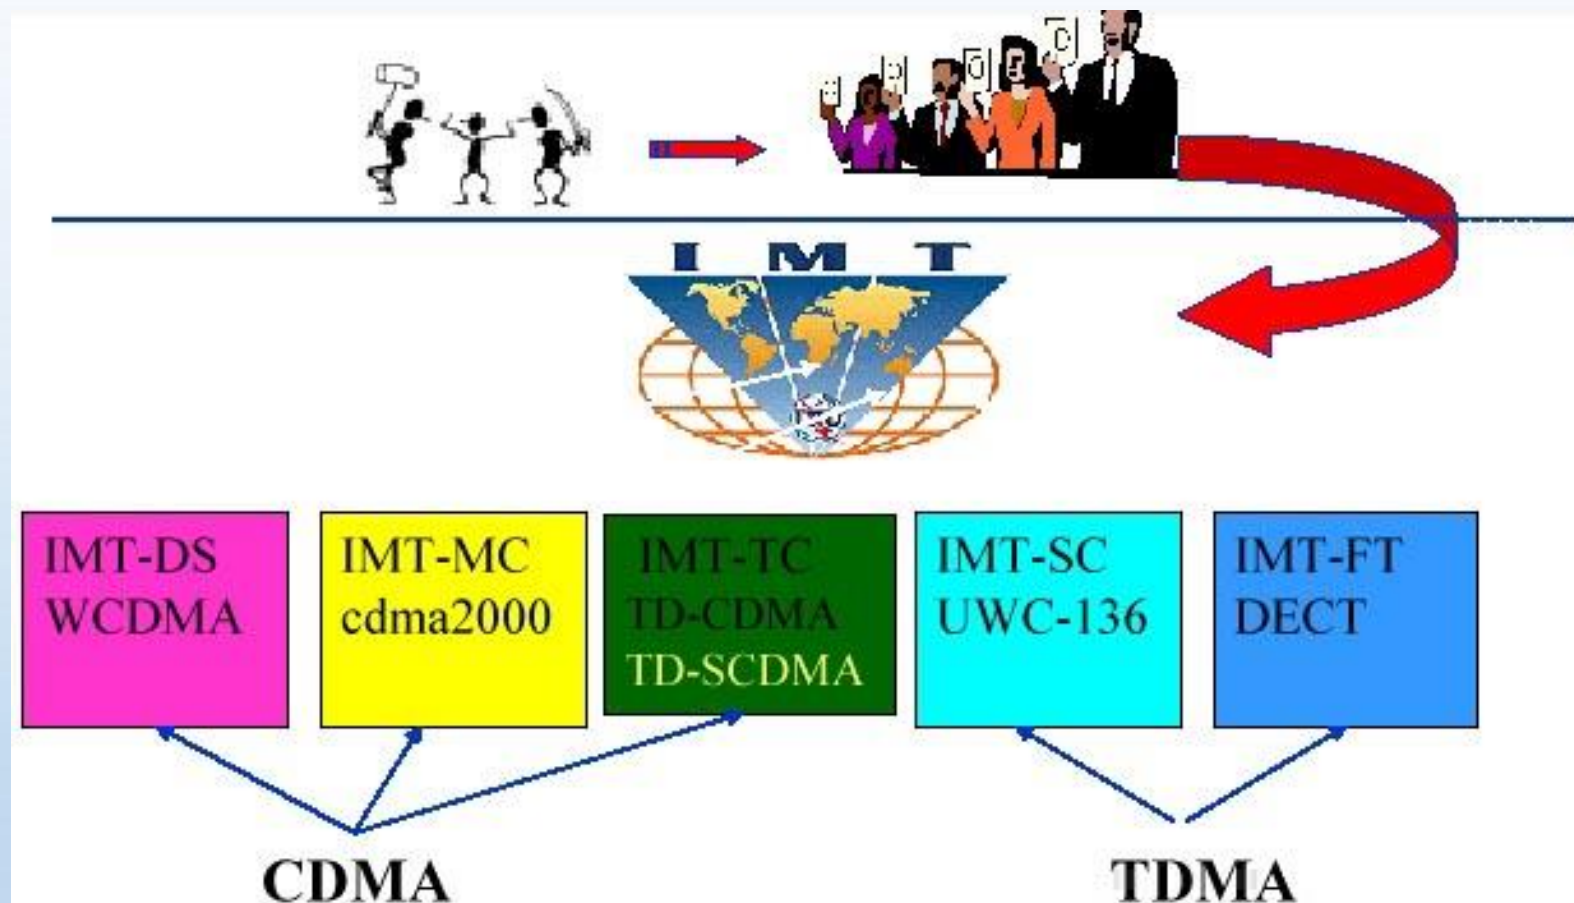 I M T
IMT-DS
WCDMA
IMT-MC
cdma2000
IMT-TC
TD-CDMA
TD-SCDMA
IMT-SC
UWC-136
IMT-FT
DECT
CDMA
TDMA